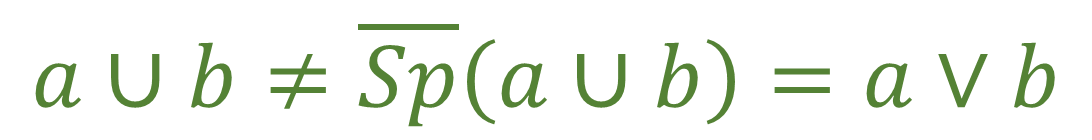 a ∪ b ≠ \overline{Sp}(a ∪ b) = a ∨ b